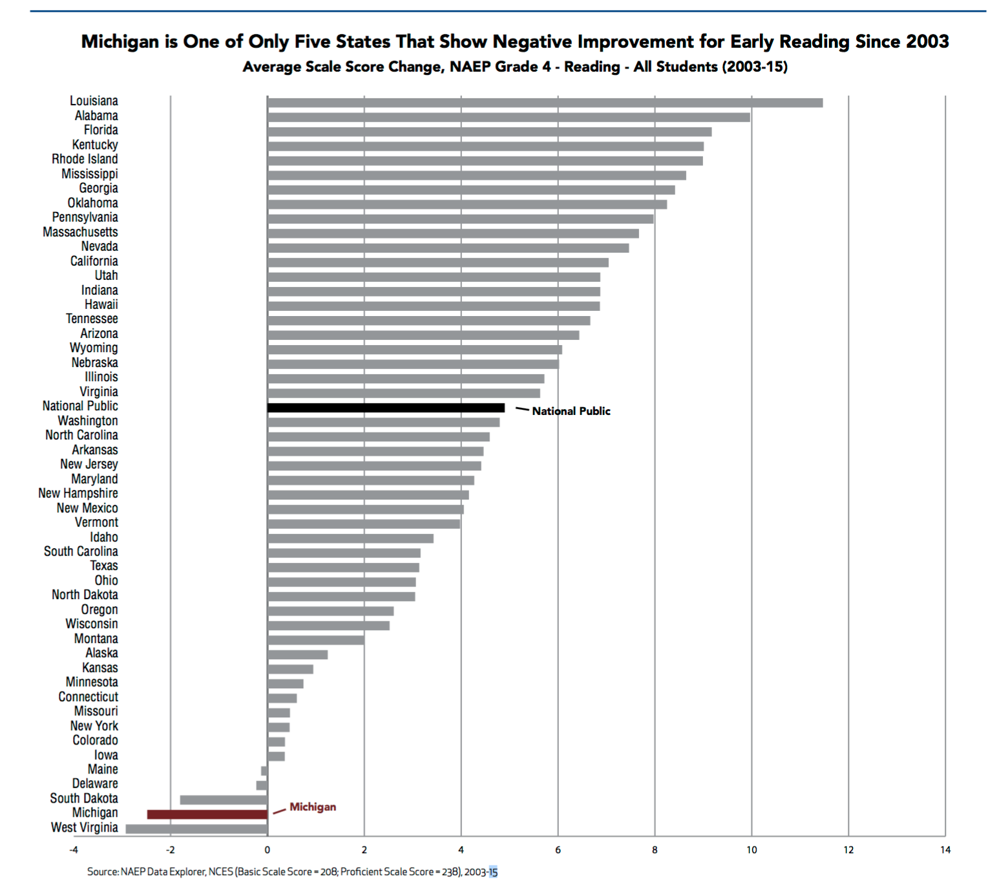 Michigan is One of Only Five States That Show Negative Improvement for Early Reading Since 2003
Average Scale Score Change, NAEP Grade 4 - Reading - All Students (2003-15)
Louisiana
Alabama
Florida
Kentucky
Rhode Island
Mississippi
Georgia
Oklahoma
Pennsylvania
Massachusetts
Nevada
California
Utah
Indiana
Hawaii
Tennessee
Arizona
Wyoming
Nebraska
Illinois
Virginia
National Public
National Public
Washington
North Carolina
Arkansas
New Jersey
Maryland
New Hampshire
New Mexico
Vermont
Idaho
South Carolina
Texas
Ohio
North Dakota
Oregon
Wisconsin
Montana
Alaska
Kansas
Minnesota
Connecticut
Missouri
New York
Colorado
Iowa
Maine
Delaware
South Dakota
Michigan
Michigan
West Virginia
-4 -2 0 2 4 6 8 10 12 14
Source: NAEP Data Explorer, NCES (Basic Scale Score = 208; Proficient Scale Score = 238), 2003-15